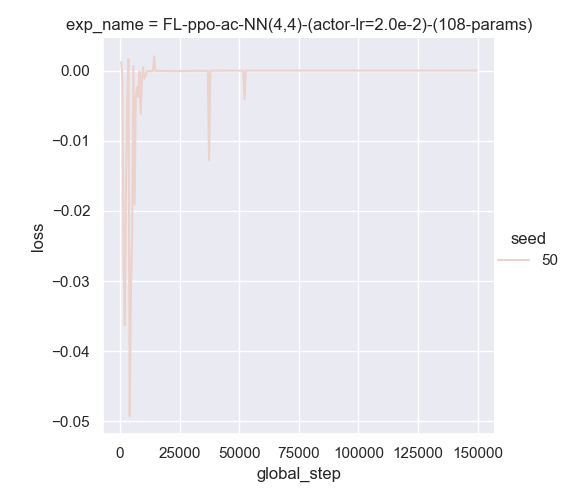 exp_name = FL-ppo-ac-NN(4,4)-(actor-lr=2.0e-2)-(108-params)
0.00
−0.01
−0.02
−0.03
−0.04
−0.05
loss
0 25000 50000 75000 100000 125000 150000
global_step
seed
50